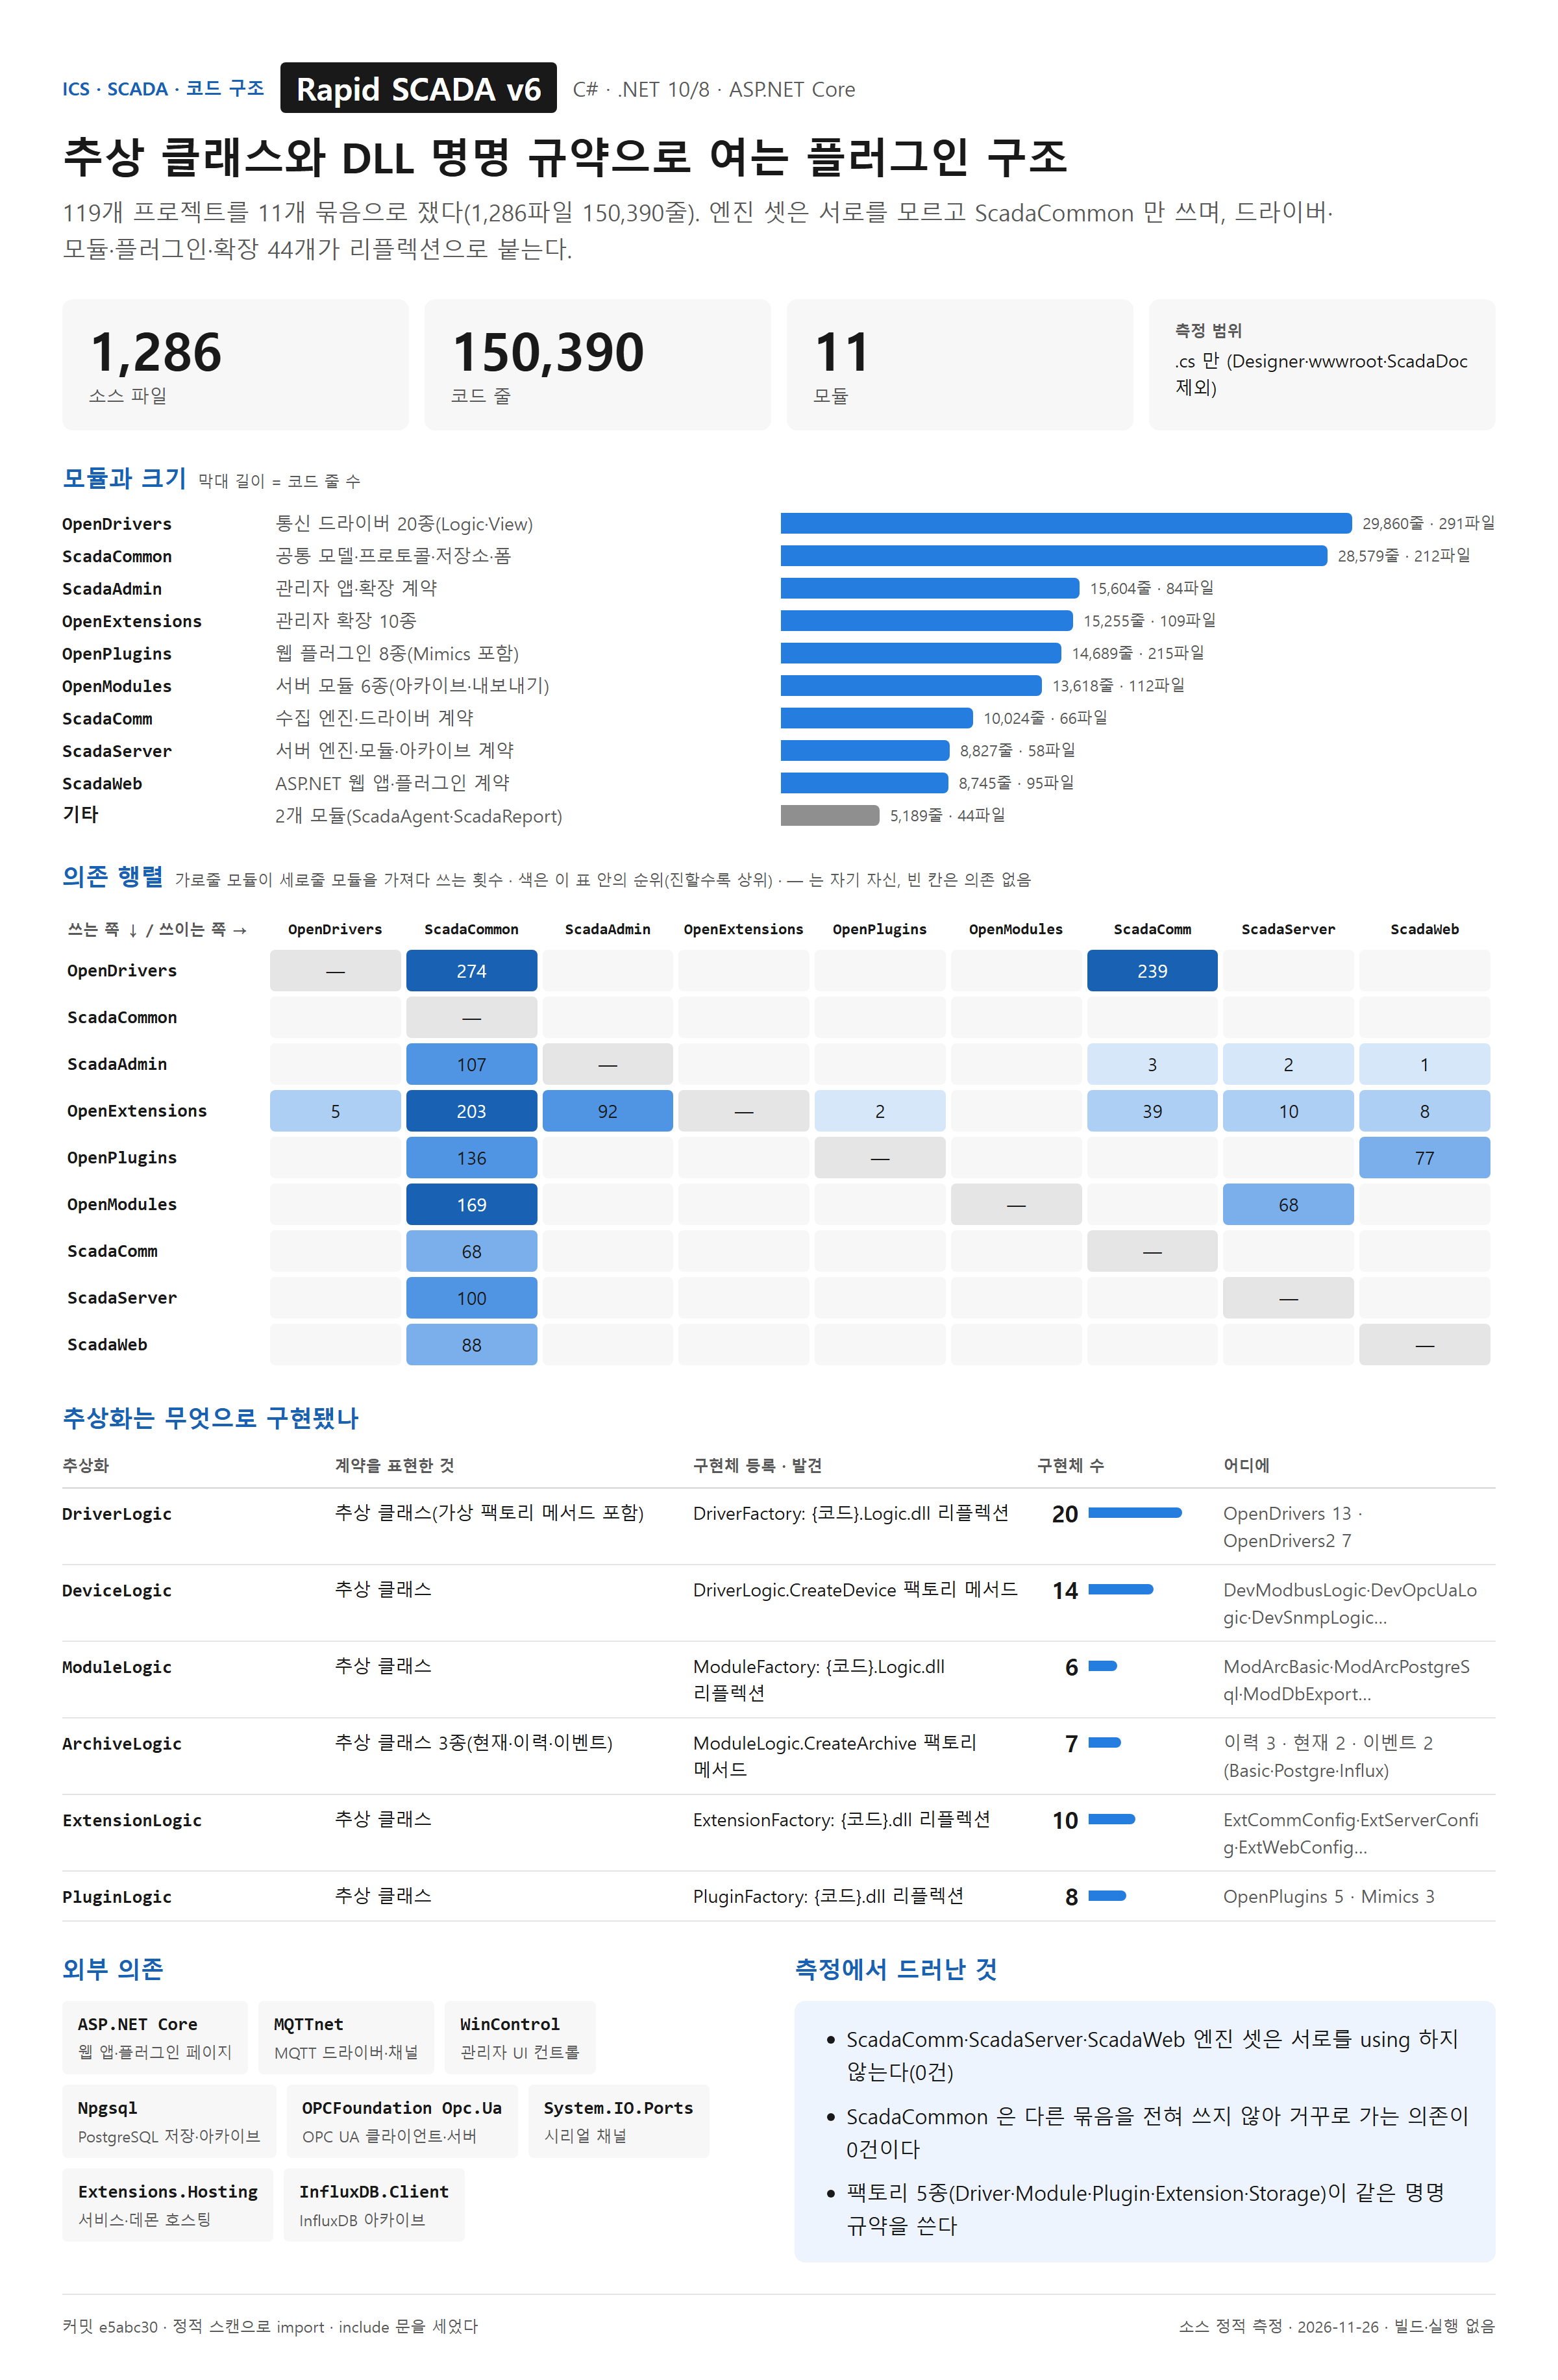 ICS · SCADA · 코드 구조 Rapid SCADA v6 C# · .NET 10/8 · ASP.NET Core
추상 클래스와 DLL 명명 규약으로 여는 플러그인 구조
119개 프로젝트를 11개 묶음으로 쟀다(1,286파일 150,390줄). 엔진 셋은 서로를 모르고 ScadaCommon 만 쓰며, 드라이버·
모듈·플러그인·확장 44개가 리플렉션으로 붙는다.
1,286
소스 파일
150,390
코드 줄
11
모듈
측정 범위
.cs 만 (Designer·wwwroot·ScadaDoc
제외)
모듈과 크기 막대 길이 = 코드 줄 수
OpenDrivers 통신 드라이버 20종(Logic·View) 29,860줄 · 291파일
ScadaCommon 공통 모델·프로토콜·저장소·폼 28,579줄 · 212파일
ScadaAdmin 관리자 앱·확장 계약 15,604줄 · 84파일
OpenExtensions 관리자 확장 10종 15,255줄 · 109파일
OpenPlugins 웹 플러그인 8종(Mimics 포함) 14,689줄 · 215파일
OpenModules 서버 모듈 6종(아카이브·내보내기) 13,618줄 · 112파일
ScadaComm 수집 엔진·드라이버 계약 10,024줄 · 66파일
ScadaServer 서버 엔진·모듈·아카이브 계약 8,827줄 · 58파일
ScadaWeb ASP.NET 웹 앱·플러그인 계약 8,745줄 · 95파일
기타 2개 모듈(ScadaAgent·ScadaReport) 5,189줄 · 44파일
의존 행렬 가로줄 모듈이 세로줄 모듈을 가져다 쓰는 횟수 · 색은 이 표 안의 순위(진할수록 상위) · — 는 자기 자신, 빈 칸은 의존 없음
쓰는 쪽 ↓ / 쓰이는 쪽 → OpenDrivers ScadaCommon ScadaAdmin OpenExtensions OpenPlugins OpenModules ScadaComm ScadaServer ScadaWeb
OpenDrivers — 274 239
ScadaCommon —
ScadaAdmin 107 — 3 2 1
OpenExtensions 5 203 92 — 2 39 10 8
OpenPlugins 136 — 77
OpenModules 169 — 68
ScadaComm 68 —
ScadaServer 100 —
ScadaWeb 88 —
추상화는 무엇으로 구현됐나
추상화 계약을 표현한 것 구현체 등록 · 발견 구현체 수 어디에
DriverLogic 추상 클래스(가상 팩토리 메서드 포함) DriverFactory: {코드}.Logic.dll 리플렉션 20 OpenDrivers 13 ·
OpenDrivers2 7
DeviceLogic 추상 클래스 DriverLogic.CreateDevice 팩토리 메서드 14 DevModbusLogic·DevOpcUaLo
gic·DevSnmpLogic…
ModuleLogic 추상 클래스 ModuleFactory: {코드}.Logic.dll 6 ModArcBasic·ModArcPostgreS
리플렉션 ql·ModDbExport…
ArchiveLogic 추상 클래스 3종(현재·이력·이벤트) ModuleLogic.CreateArchive 팩토리 7 이력 3 · 현재 2 · 이벤트 2
메서드 (Basic·Postgre·Influx)
ExtensionLogic 추상 클래스 ExtensionFactory: {코드}.dll 리플렉션 10 ExtCommConfig·ExtServerConfi
g·ExtWebConfig…
PluginLogic 추상 클래스 PluginFactory: {코드}.dll 리플렉션 8 OpenPlugins 5 · Mimics 3
외부 의존
ASP.NET Core
웹 앱·플러그인 페이지
MQTTnet
MQTT 드라이버·채널
WinControl
관리자 UI 컨트롤
Npgsql
PostgreSQL 저장·아카이브
OPCFoundation Opc.Ua
OPC UA 클라이언트·서버
System.IO.Ports
시리얼 채널
Extensions.Hosting
서비스·데몬 호스팅
InfluxDB.Client
InfluxDB 아카이브
측정에서 드러난 것
• ScadaComm·ScadaServer·ScadaWeb 엔진 셋은 서로를 using 하지
않는다(0건)
• ScadaCommon 은 다른 묶음을 전혀 쓰지 않아 거꾸로 가는 의존이
0건이다
• 팩토리 5종(Driver·Module·Plugin·Extension·Storage)이 같은 명명
규약을 쓴다
커밋 e5abc30 · 정적 스캔으로 import · include 문을 세었다
소스 정적 측정 · 2026-11-26 · 빌드·실행 없음